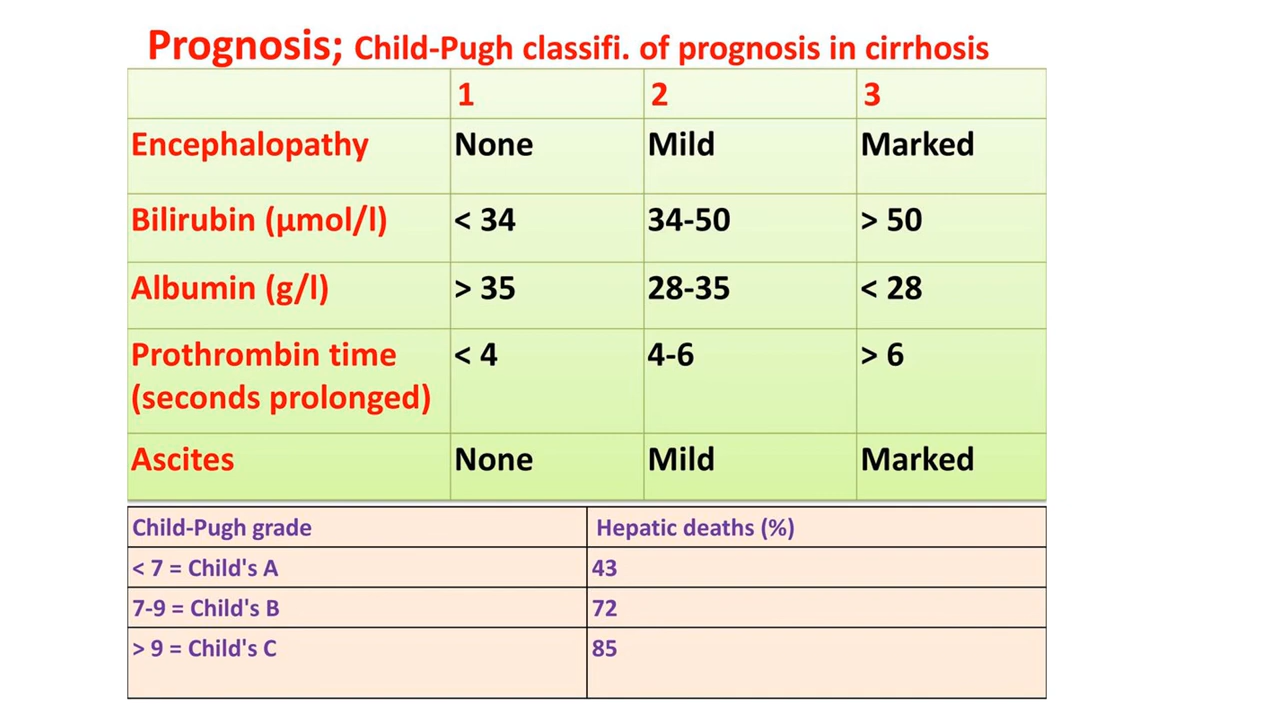 Prognosis; Child-Pugh classifi. of prognosis in cirrhosis
1 2 3
Encephalopathy None Mild Marked
Bilirubin (µmol/l) < 34 34-50 > 50
Albumin (g/l) > 35 28-35 < 28
Prothrombin time < 4 4-6 > 6
(seconds prolonged)
Ascites None Mild Marked
Child-Pugh grade Hepatic deaths (%)
< 7 = Child's A 43
7-9 = Child's B 72
> 9 = Child's C 85